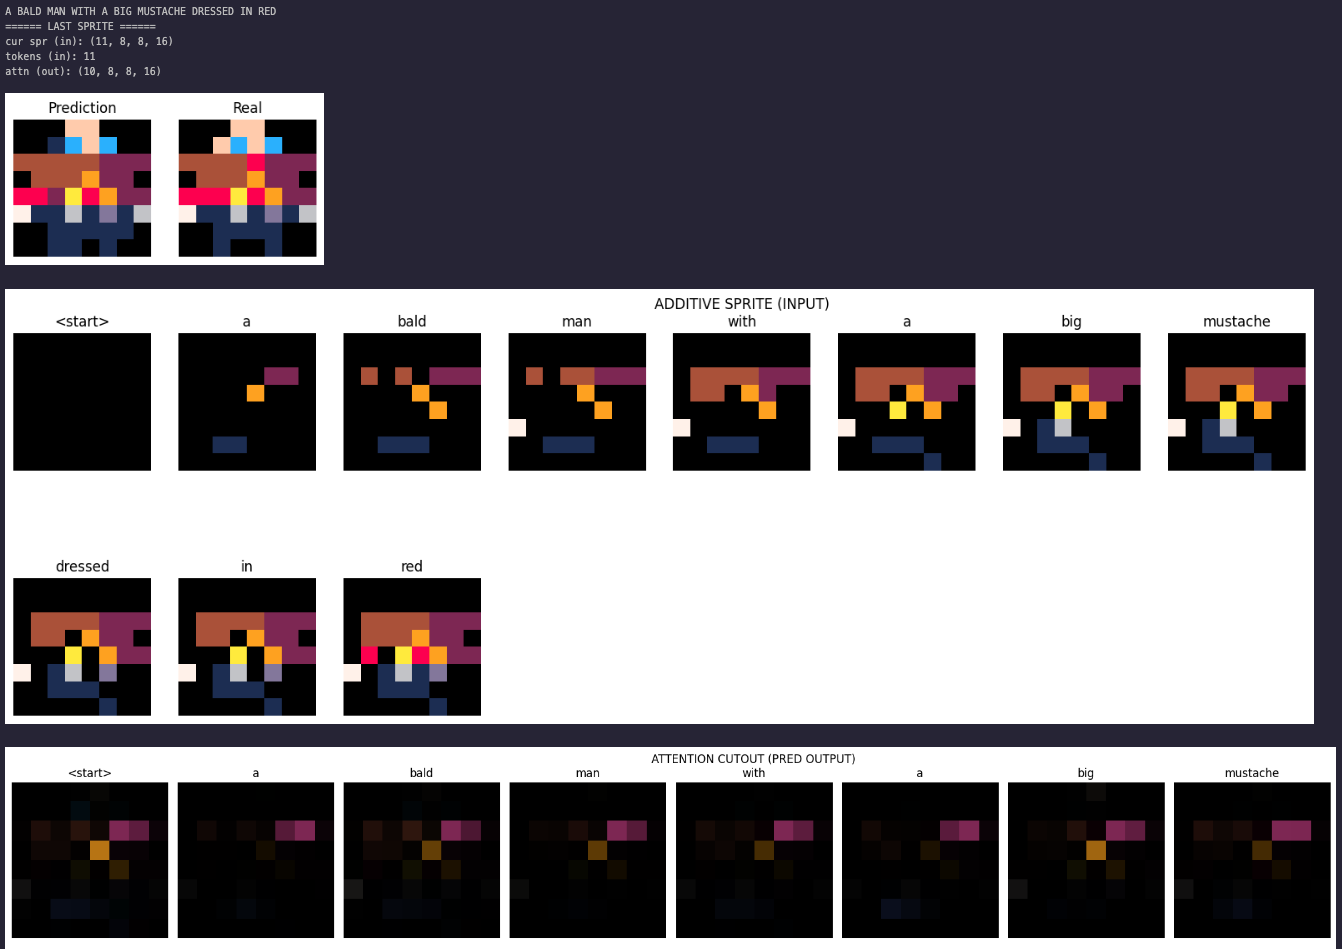 A BALD MAN WITH A BIG MUSTACHE DRESSED IN RED
====== LAST SPRITE ======
cur spr (in): (11, 8, 8, 16)
tokens (in): 11
attn (out): (10, 8, 8, 16)
Prediction Real
ADDITIVE SPRITE (INPUT)
<start> a bald man with a big mustache
dressed in red
ATTENTION CUTOUT (PRED OUTPUT)
<start> a bald man with a big mustache